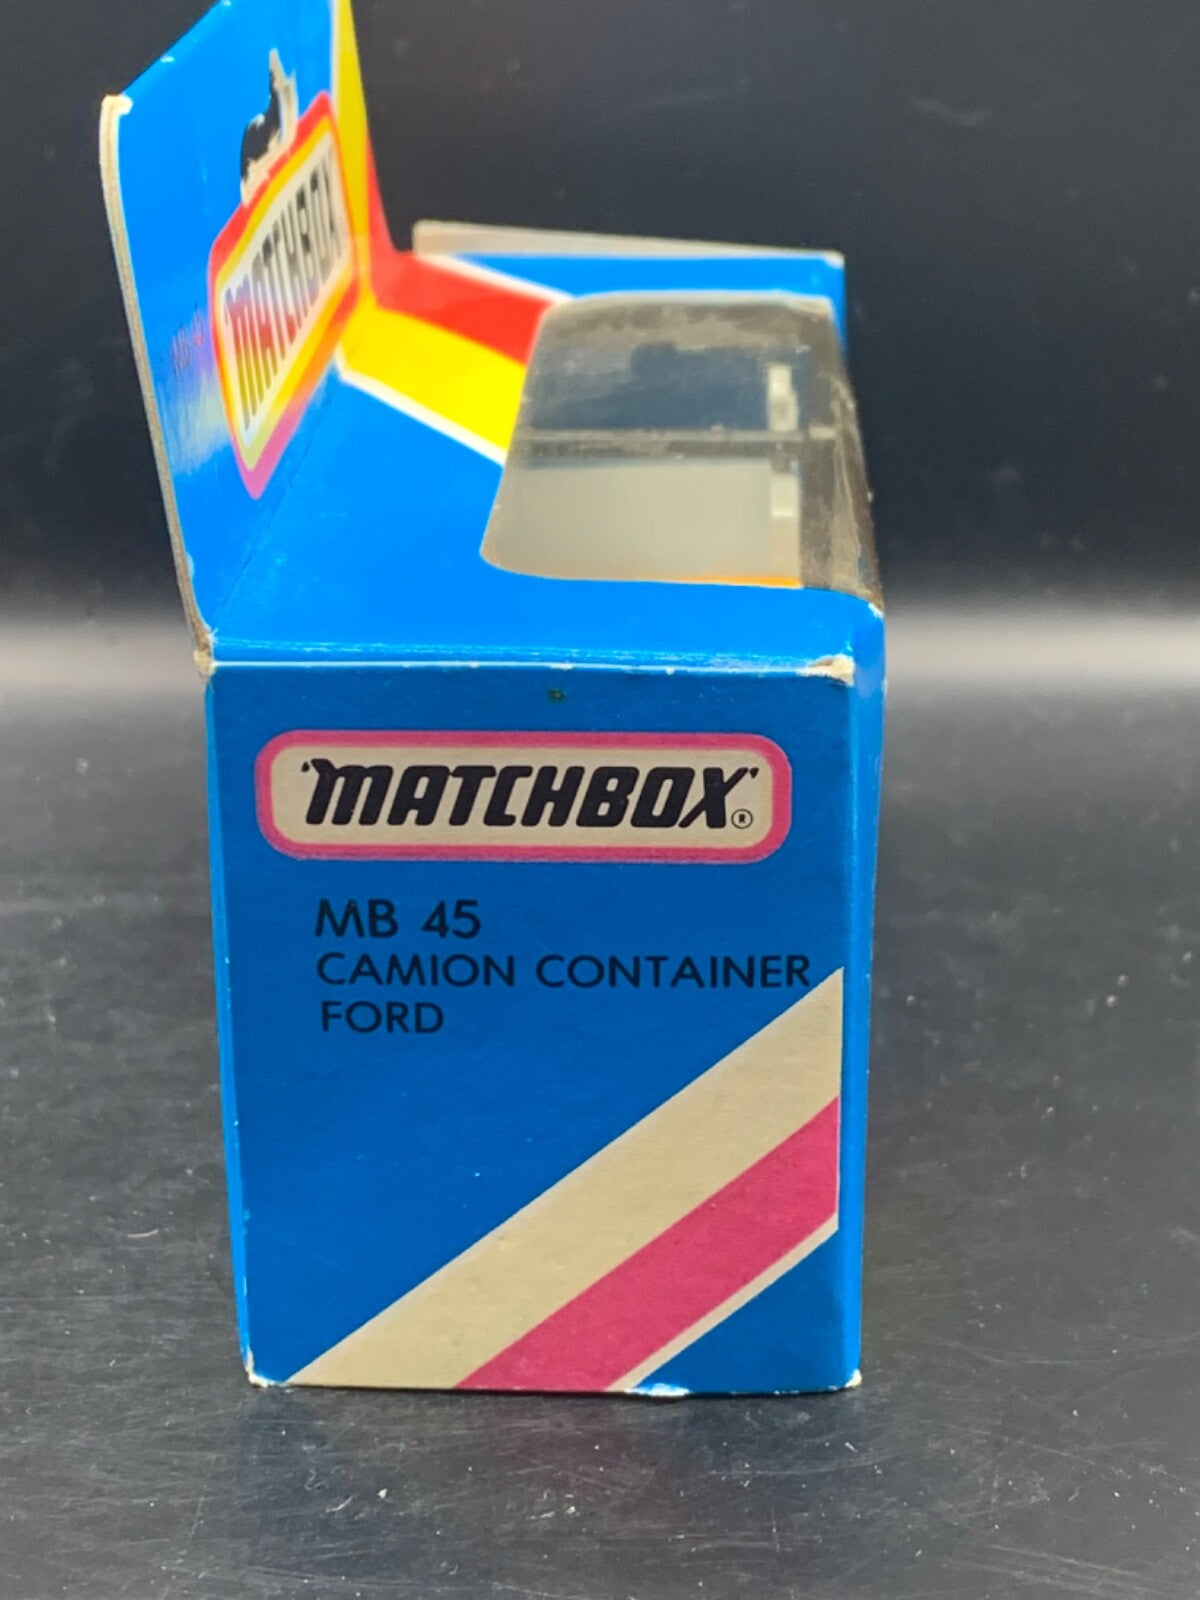 MATCHBOX
'MATCHBOX'®
MB 45
CAMION CONTAINER
FORD